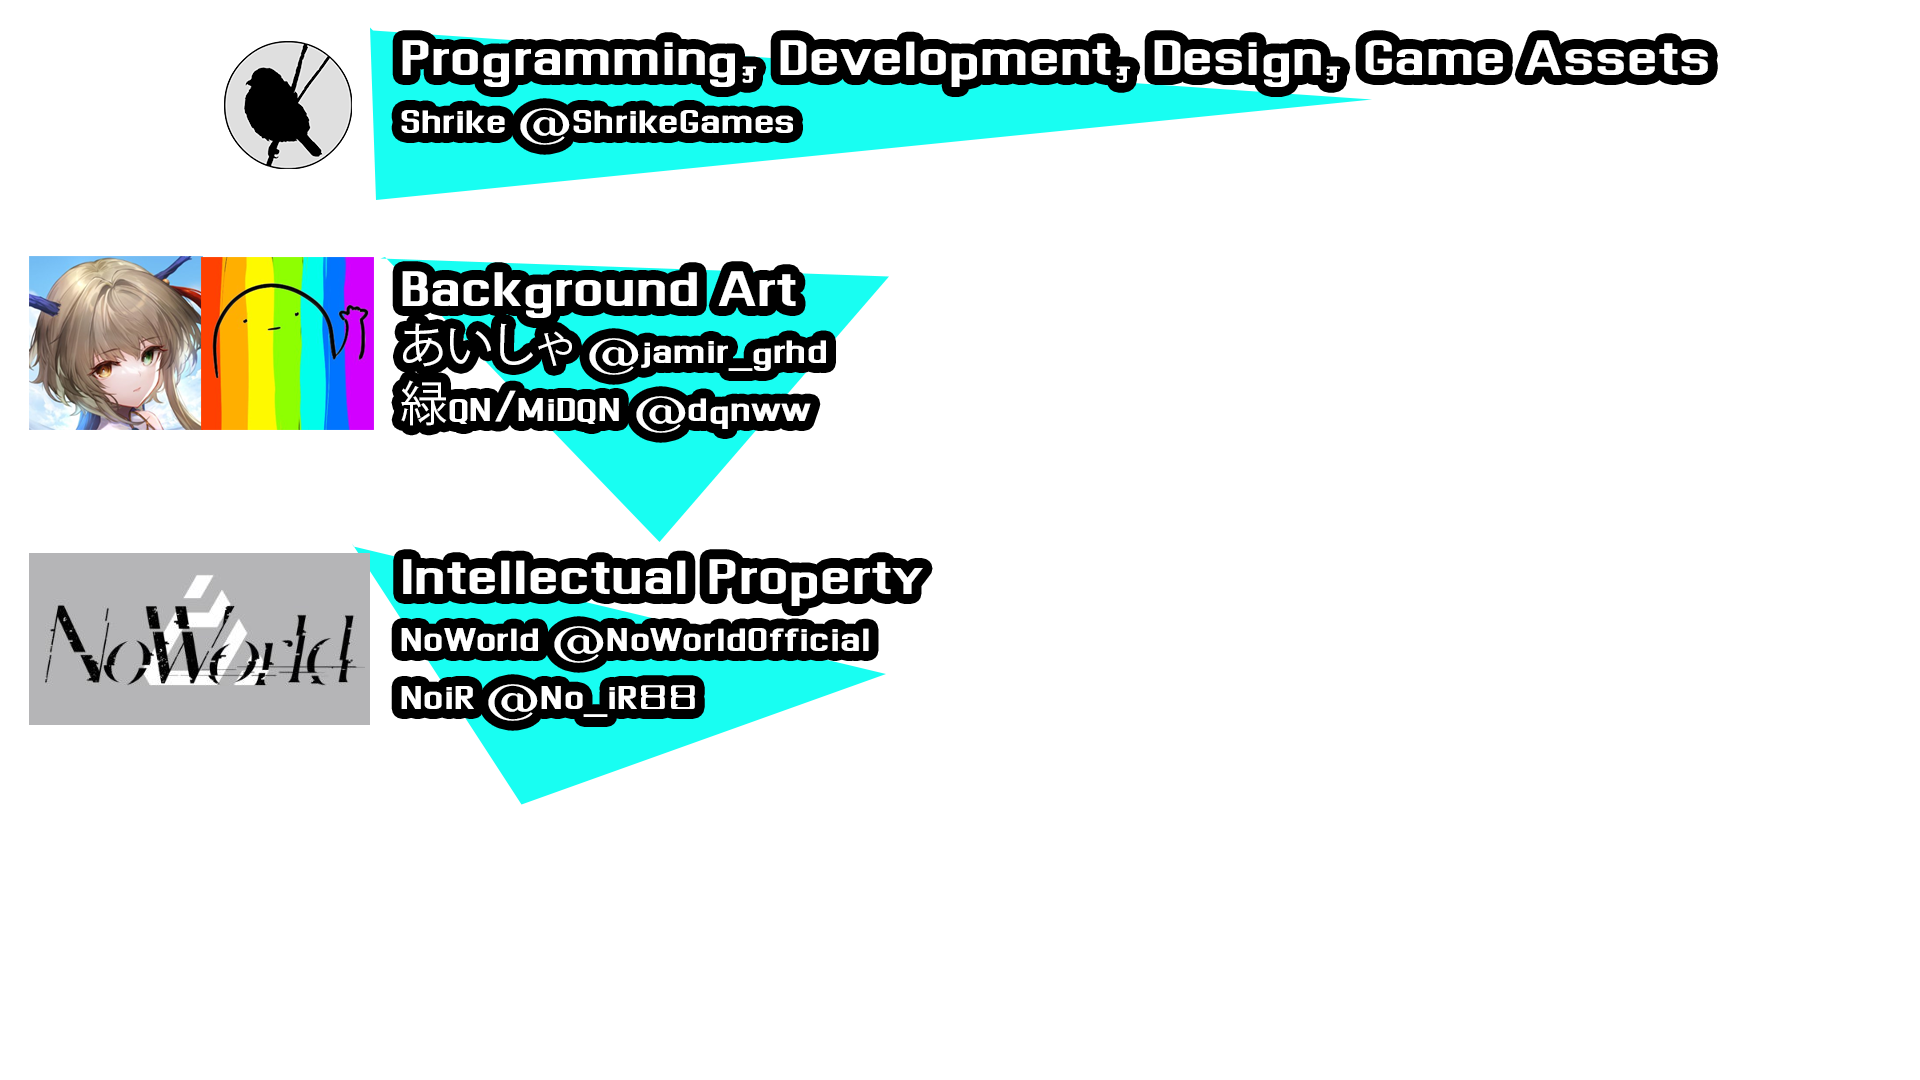 Programming, Development, Design, Game Assets
Shrike @ShrikeGames
Background Art
あいしゃ @jamir_grhd
緑QN/MiDQN @dqnww
NoWorld
Intellectual Property
NoWorld @NoWorldOfficial
NoiR @No_iR88